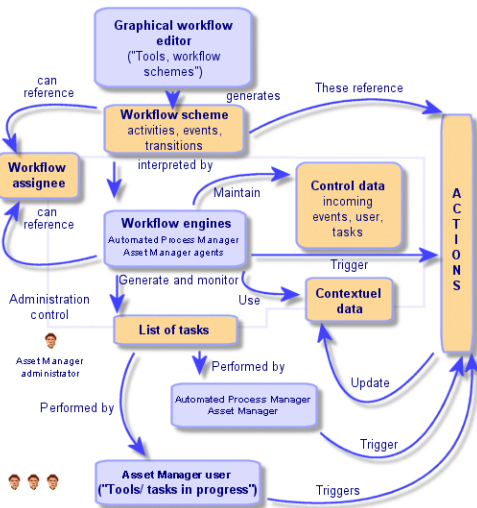 Graphical workflow
editor
("Tools, workflow
schemes")
can
reference
generates
These reference
Workflow scheme
activities, events,
transitions
Workflow
assignee
interpreted by
Maintain
Control data
incoming
events, user,
tasks
A
C
T
I
O
N
S
can
reference
Workflow engines
Automated Process Manager
Asset Manager agents
Trigger
Generate and monitor
Use
Contextuel
data
Administration
control
List of tasks
Asset Manager
administrator
Performed by
Update
Automated Process Manager
Asset Manager
Performed by
Trigger
Asset Manager user
("Tools/ tasks in progress")
Triggers